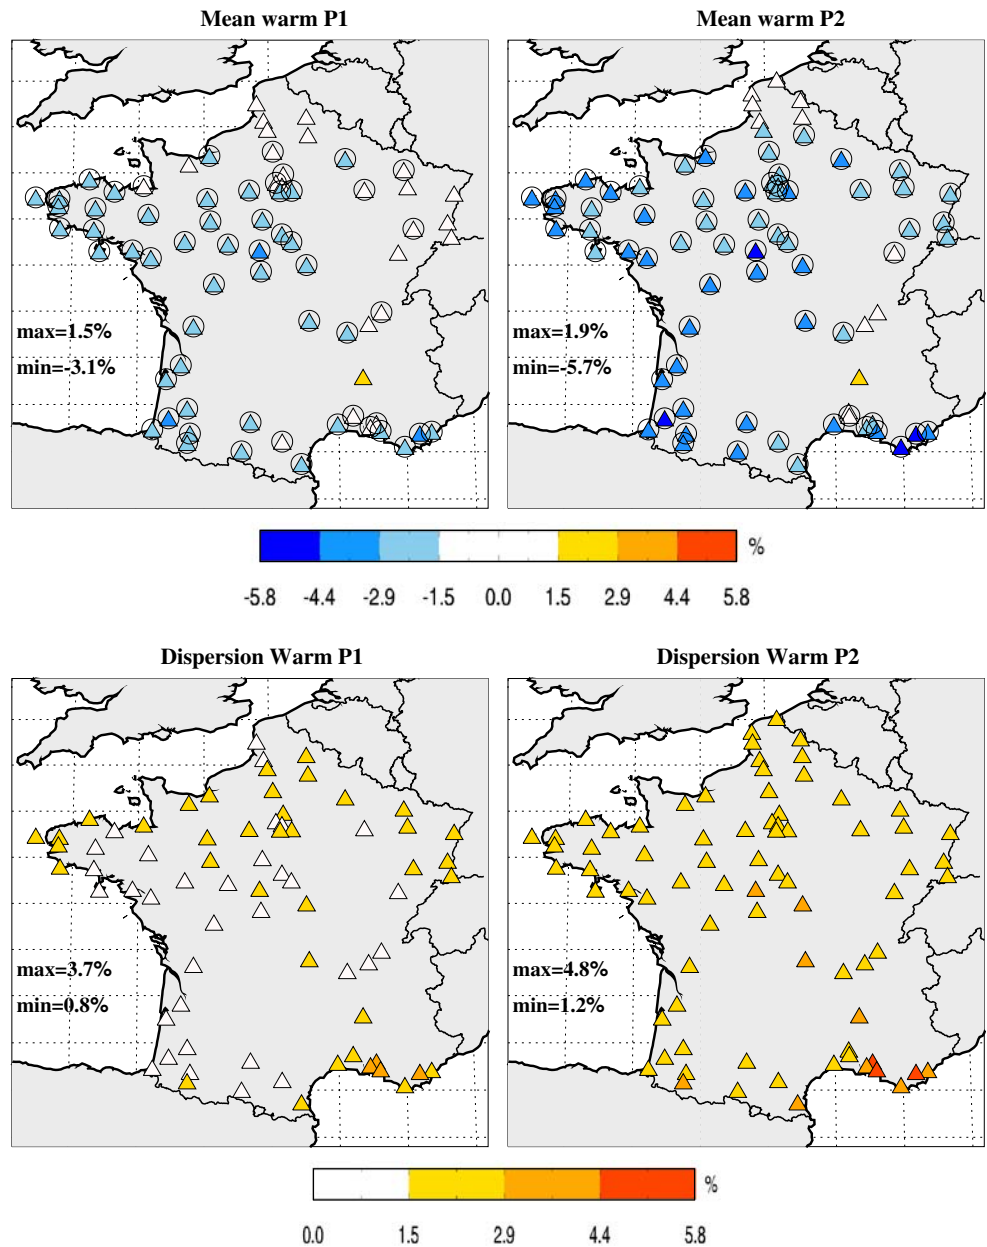 Mean warm P1
Mean warm P2
max=1.5%
min=-3.1%
max=1.9%
min=-5.7%
%
-5.8 -4.4 -2.9 -1.5 0.0 1.5 2.9 4.4 5.8
Dispersion Warm P1
Dispersion Warm P2
max=3.7%
min=0.8%
max=4.8%
min=1.2%
%
0.0 1.5 2.9 4.4 5.8